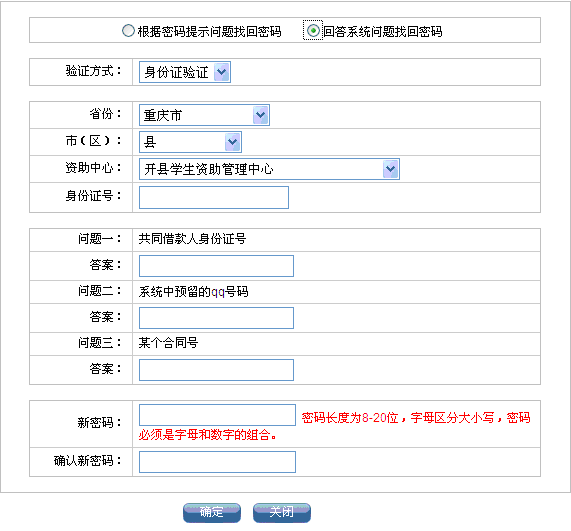 根据密码提示问题找回密码 回答系统问题找回密码
验证方式： 身份证验证
省份： 重庆市
市（区）： 县
资助中心： 开县学生资助管理中心
身份证号：
问题一： 共同借款人身份证号
答案：
问题二： 系统中预留的qq号码
答案：
问题三： 某个合同号
答案：
新密码： 密码长度为8-20位，字母区分大小写，密码
必须是字母和数字的组合。
确认新密码：
确定 关闭